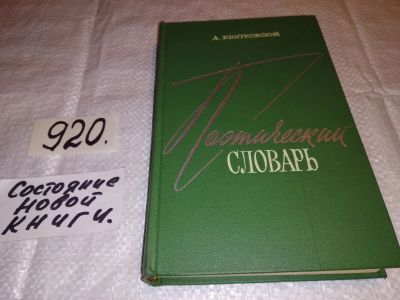 920.
Состояние
новой
книги.
А. КВЯТКОВСКИЙ
Поэтический
СЛОВАРЬ